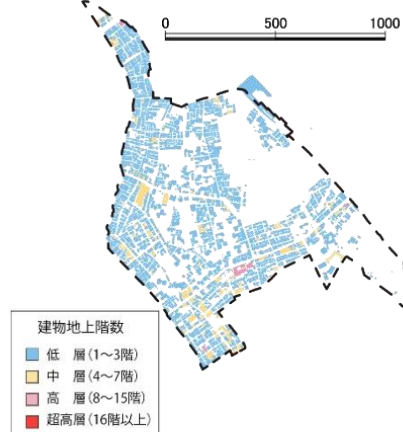 0 500 1000
建物地上階数
低 層(1〜3階)
中 層(4〜7階)
高 層(8〜15階)
超高層(16階以上)